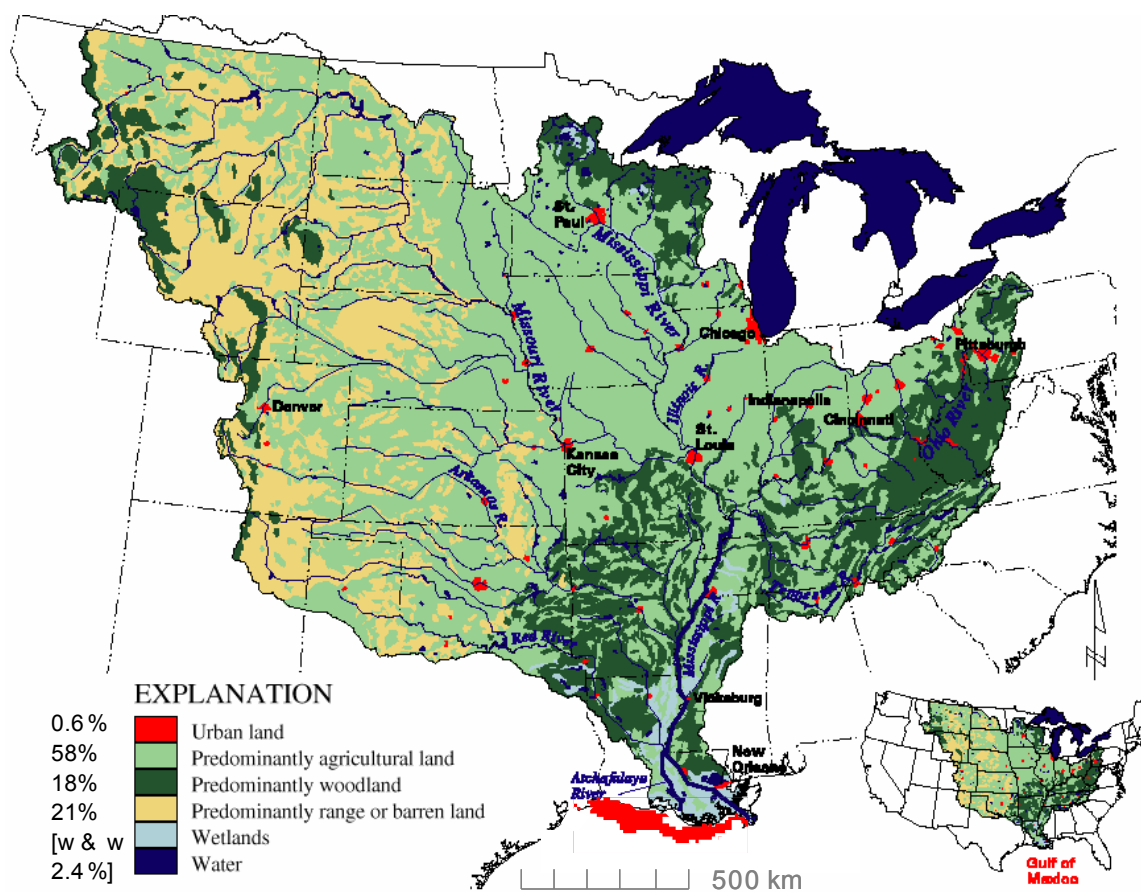 St.
Paul
Mississippi River
Chicago
Missouri River
Pittsburgh
Illinois R.
Indianapolis
Denver
Cincinnati
Ohio River
St.
Louis
Kansas
City
Arkansas R.
Tennessee R.
Mississippi R.
Red River
EXPLANATION
Vicksburg
0.6 % Urban land
58% Predominantly agricultural land
18% Predominantly woodland
21% Predominantly range or barren land
[w & w Wetlands
2.4 %] Water
New
Orleans
Atchafalaya
River
500 km
N
Gulf of
Mexico